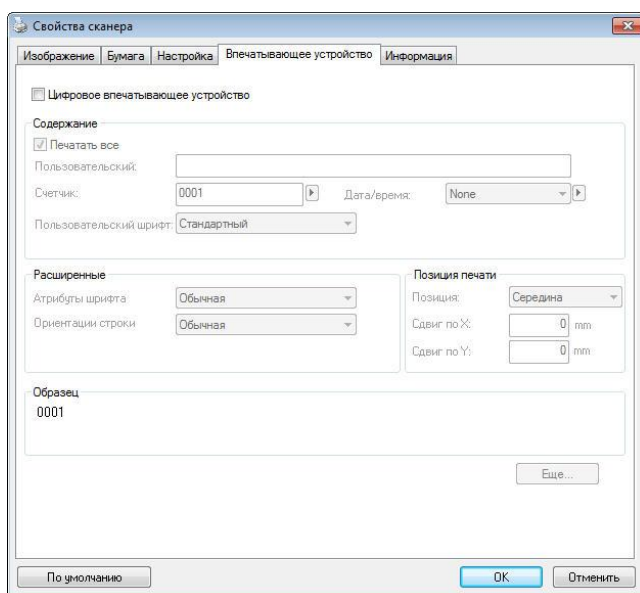 Свойства сканера
Изображение Бумага Настройка Впечатывающее устройство Информация
Цифровое впечатывающее устройство
Содержание
Печатать все
Пользовательский:
Счетчик: 0001 Дата/время: None
Пользовательский шрифт: Стандартный
Расширенные Позиция печати
Атрибуты шрифта Обычная Позиция: Середина
Ориентации строки Обычная Сдвиг по X: 0 mm
Сдвиг по Y: 0 mm
Образец
0001
Еще...
По умолчанию OK Отменить